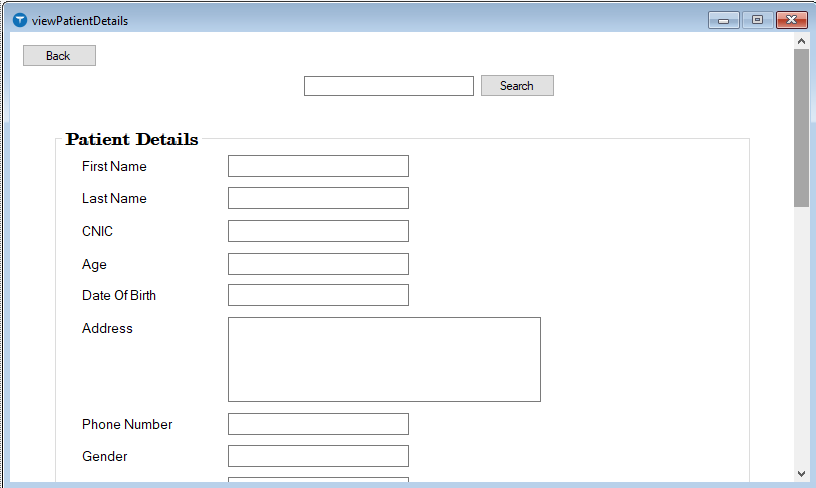 viewPatientDetails
Back
Search
Patient Details
First Name
Last Name
CNIC
Age
Date Of Birth
Address
Phone Number
Gender